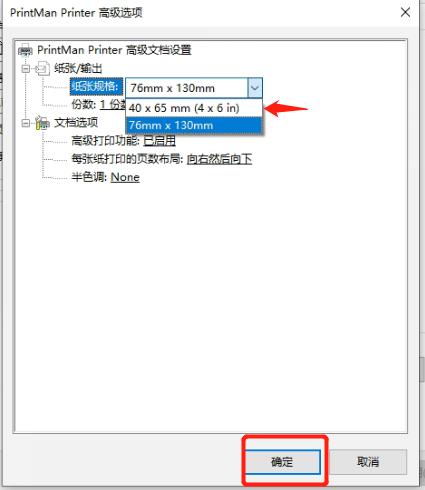 PrintMan Printer 高级选项
PrintMan Printer 高级文档设置
纸张/输出
纸张规格: 76mm x 130mm
份数: 1 份数
40 x 65 mm (4 x 6 in)
76mm x 130mm
文档选项
高级打印功能: 已启用
每张纸打印的页数布局: 向右然后向下
半色调: None
确定
取消